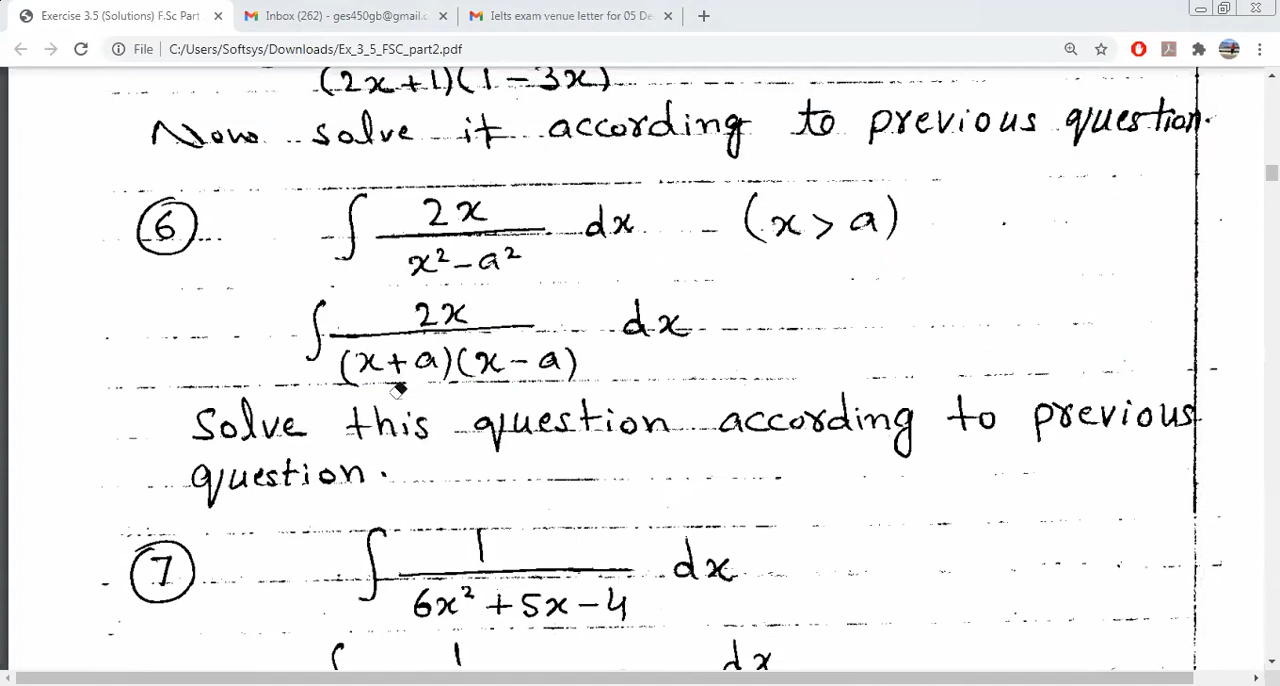 Exercise 3.5 (Solutions) F.Sc Part
Inbox (262) - ges450gb@gmail.c
Ielts exam venue letter for 05 De
File C:/Users/Softsys/Downloads/Ex_3_5_FSC_part2.pdf
(2x+1)(1-3x)
Now solve it according to previous question.
6 ∫ 2x / x² - a² dx (x > a)
∫ 2x / (x+a)(x-a) dx
Solve this question according to previous
question.
7 ∫ 1 / 6x² + 5x - 4 dx
∫ 1 dx